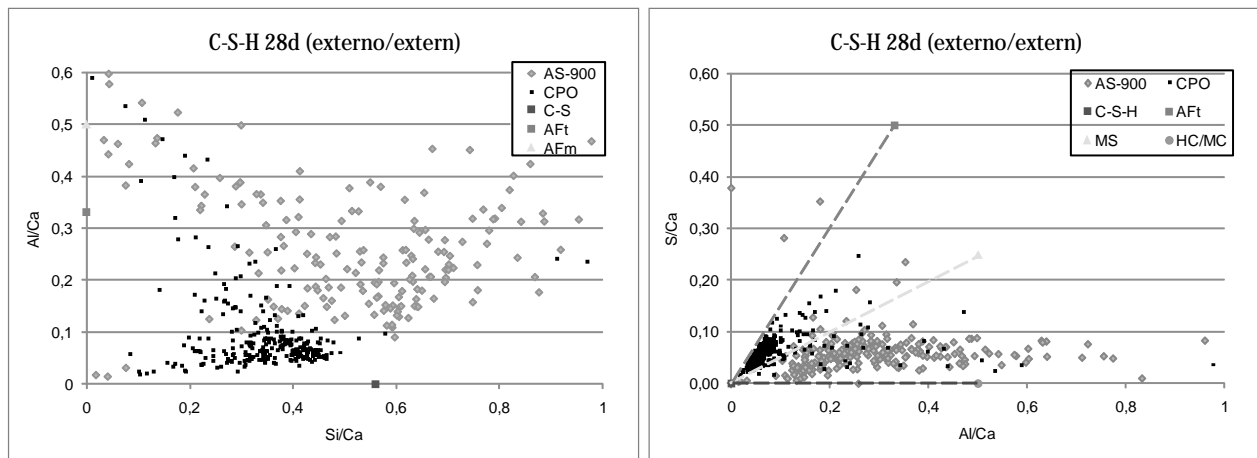 C-S-H 28d (externo/extern)
0,6
0,5
0,4
0,3
0,2
0,1
0
Al/Ca
AS-900
CPO
C-S
AFt
AFm
0
0,2
0,4
0,6
0,8
1
Si/Ca
C-S-H 28d (externo/extern)
0,60
0,50
0,40
0,30
0,20
0,10
0,00
S/Ca
AS-900
CPO
C-S-H
AFt
MS
HC/MC
0
0,2
0,4
0,6
0,8
1
Al/Ca